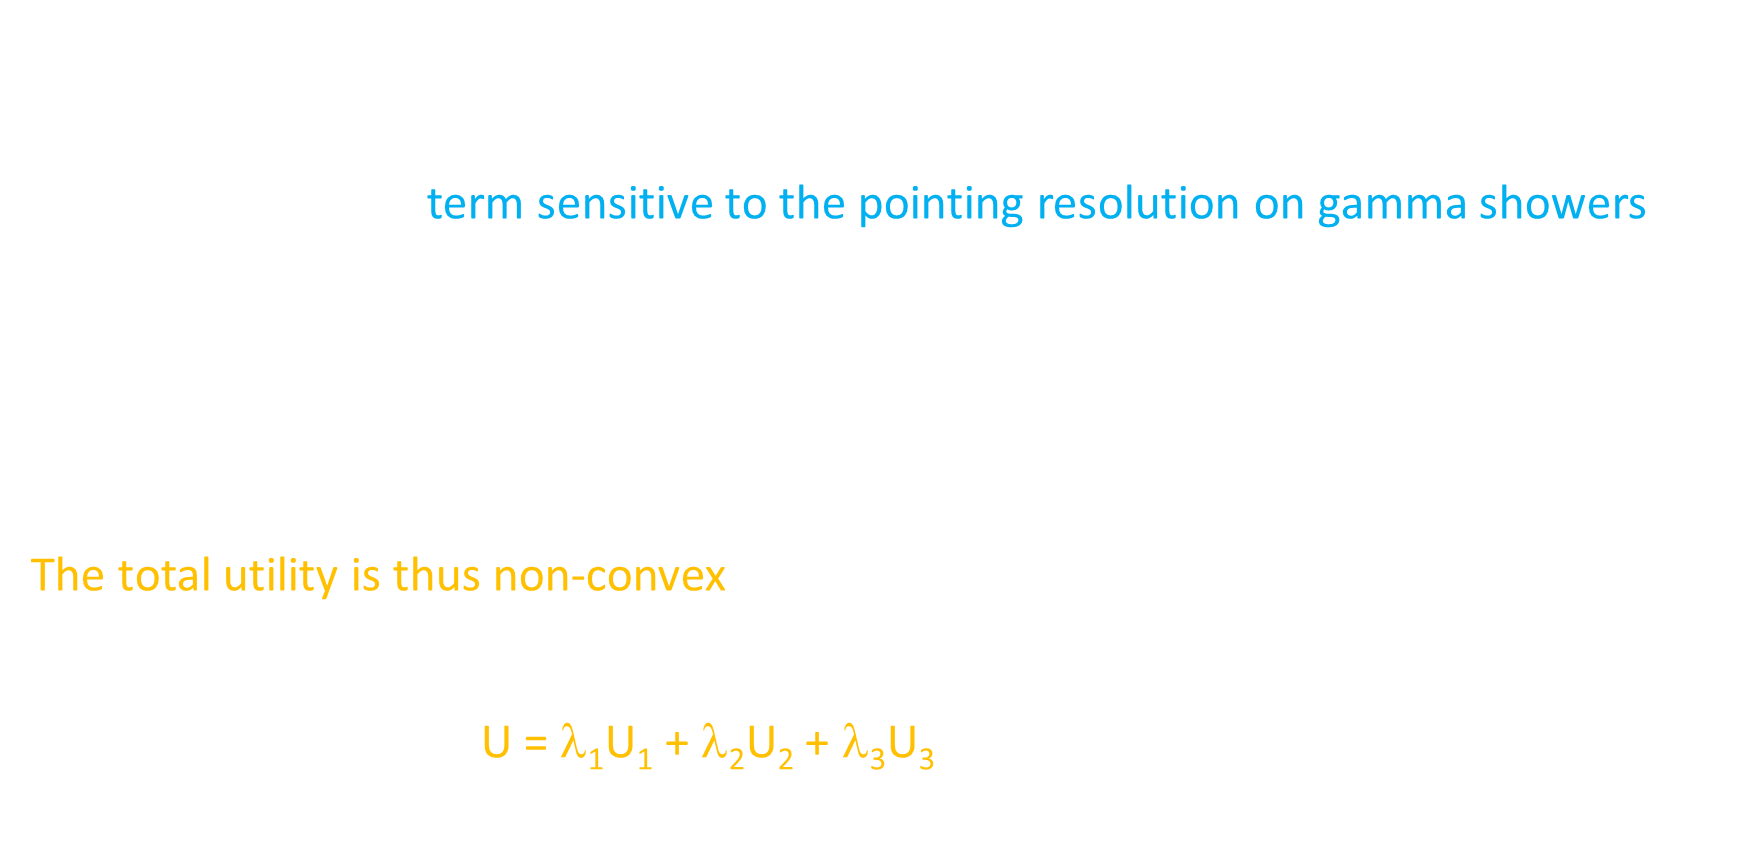 term sensitive to the pointing resolution on gamma showers
The total utility is thus non-convex
U = λ₁U₁ + λ₂U₂ + λ₃U₃